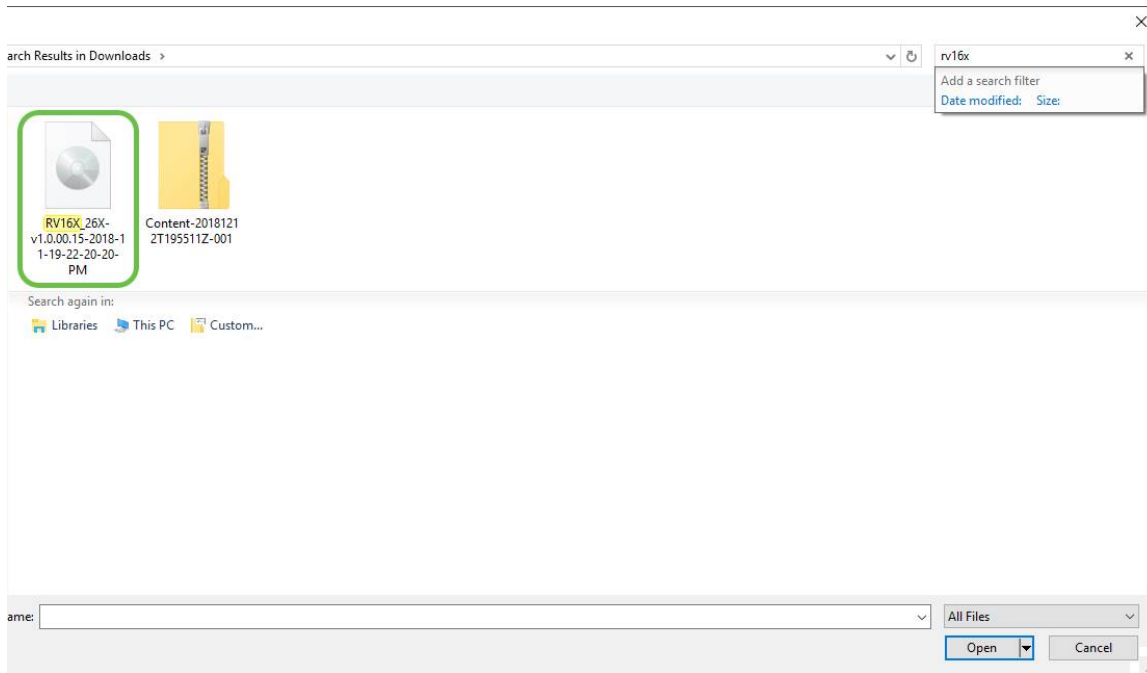 arch Results in Downloads >
rv16x
Add a search filter
Date modified: Size:
RV16X_26X-
v1.0.00.15-2018-1
1-19-22-20-20-
PM
Content-2018121
2T195511Z-001
Search again in:
Libraries This PC Custom...
ame:
All Files
Open Cancel